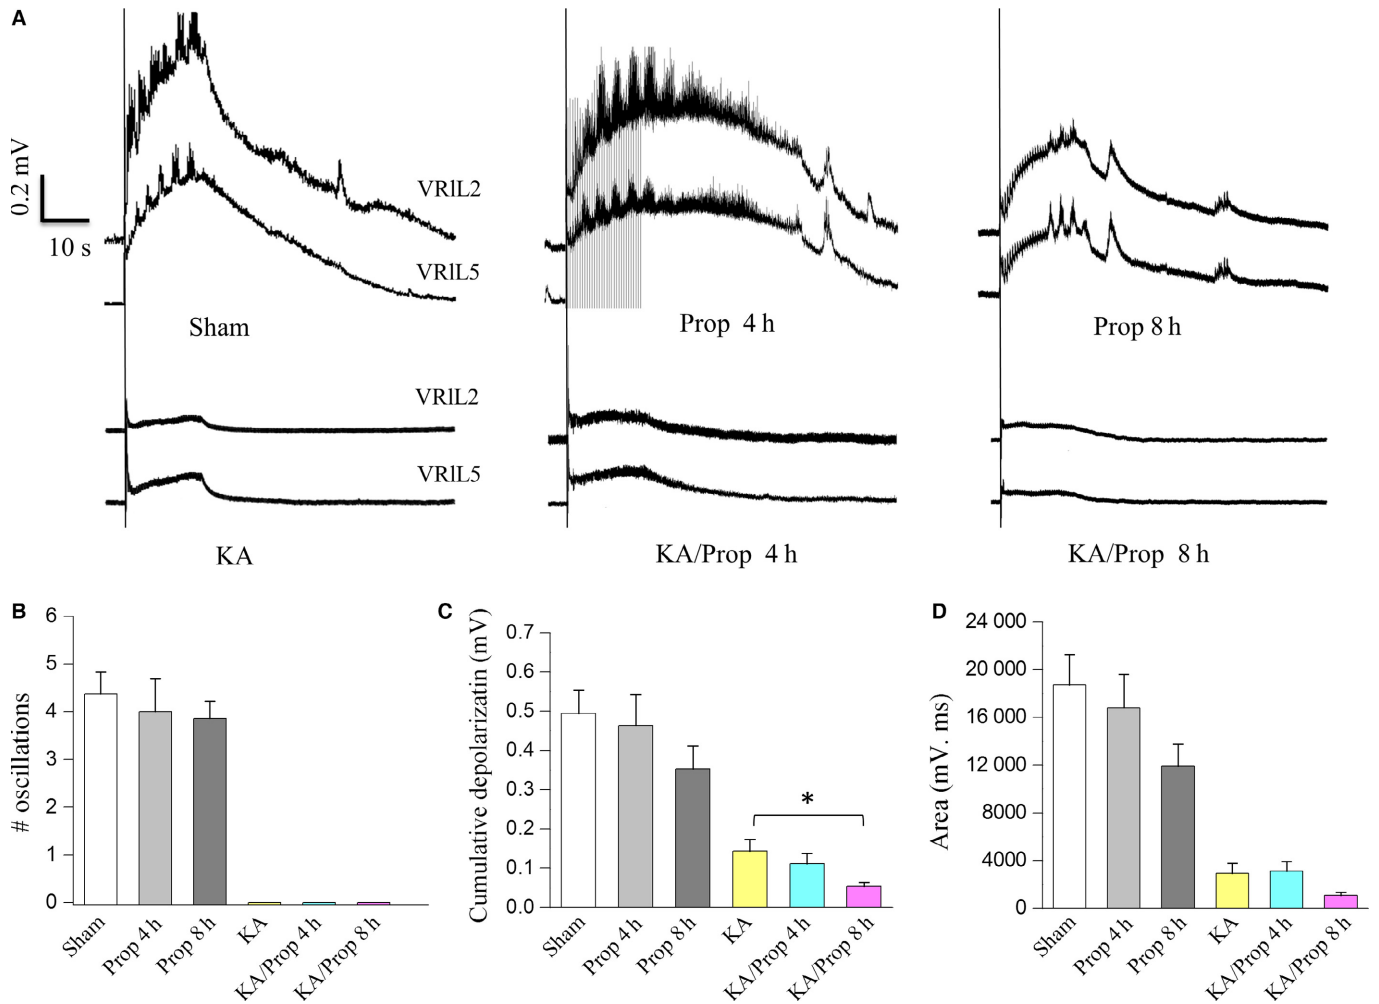 A
0.2 mV
10 s
VRlL2
VRlL5
Sham
Prop 4 h
Prop 8 h
VRlL2
VRlL5
KA
KA/Prop 4 h
KA/Prop 8 h
B
# oscillations
6
5
4
3
2
1
0
Sham
Prop 4 h
Prop 8 h
KA
KA/Prop 4 h
KA/Prop 8 h
C
Cumulative depolarizatin (mV)
0.7
0.6
0.5
0.4
0.3
0.2
0.1
0.0
*
Sham
Prop 4 h
Prop 8 h
KA
KA/Prop 4 h
KA/Prop 8 h
D
Area (mV. ms)
24 000
20 000
16 000
12 000
8000
4000
0
Sham
Prop 4 h
Prop 8 h
KA
KA/Prop 4 h
KA/Prop 8 h